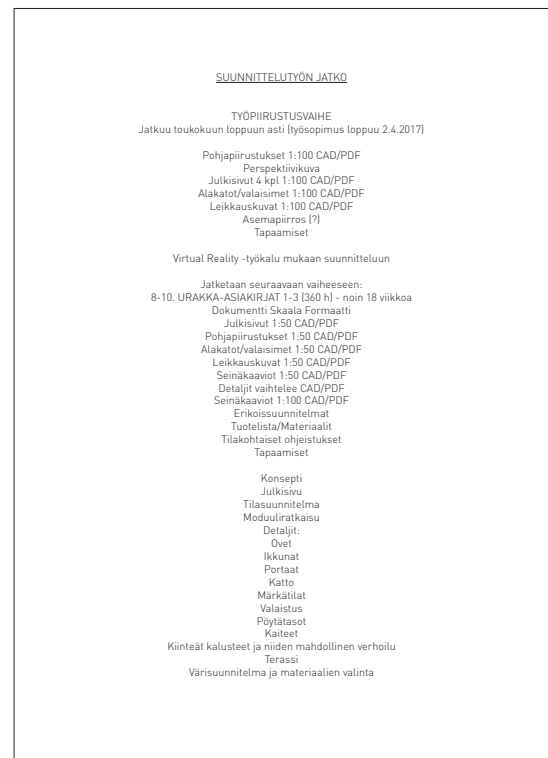 SUUNNITTELUTYÖN JATKO
TYÖPIIRUSTUSVAIHE
Jatkuu toukokuun loppuun asti (työsopimus loppuu 2.4.2017)
Pohjapiirustukset 1:100 CAD/PDF
Perspektiivikuva
Julkisivut 4 kpl 1:100 CAD/PDF
Alakatot/valaisimet 1:100 CAD/PDF
Leikkauskuvat 1:100 CAD/PDF
Asemapiirros (?)
Tapaamiset
Virtual Reality -työkalu mukaan suunnitteluun
Jatketaan seuraavaan vaiheeseen:
8-10. URAKKA-ASIAKIRJAT 1-3 (360 h) - noin 18 viikkoa
Dokumentti Skaala Formaatti
Julkisivut 1:50 CAD/PDF
Pohjapiirustukset 1:50 CAD/PDF
Alakatot/valaisimet 1:50 CAD/PDF
Leikkauskuvat 1:50 CAD/PDF
Seinäkaaviot 1:50 CAD/PDF
Detaljit vaihtelee CAD/PDF
Seinäkaaviot 1:100 CAD/PDF
Erikoissuunnitelmat
Tuotelista/Materiaalit
Tilakohtaiset ohjeistukset
Tapaamiset
Konsepti
Julkisivu
Tilasuunnitelma
Moduuliratkaisu
Detaljit:
Ovet
Ikkunat
Portaat
Katto
Märkätilat
Valaistus
Pöytätasot
Kaiteet
Kiinteät kalusteet ja niiden mahdollinen verhoilu
Terassi
Värisuunnitelma ja materiaalien valinta